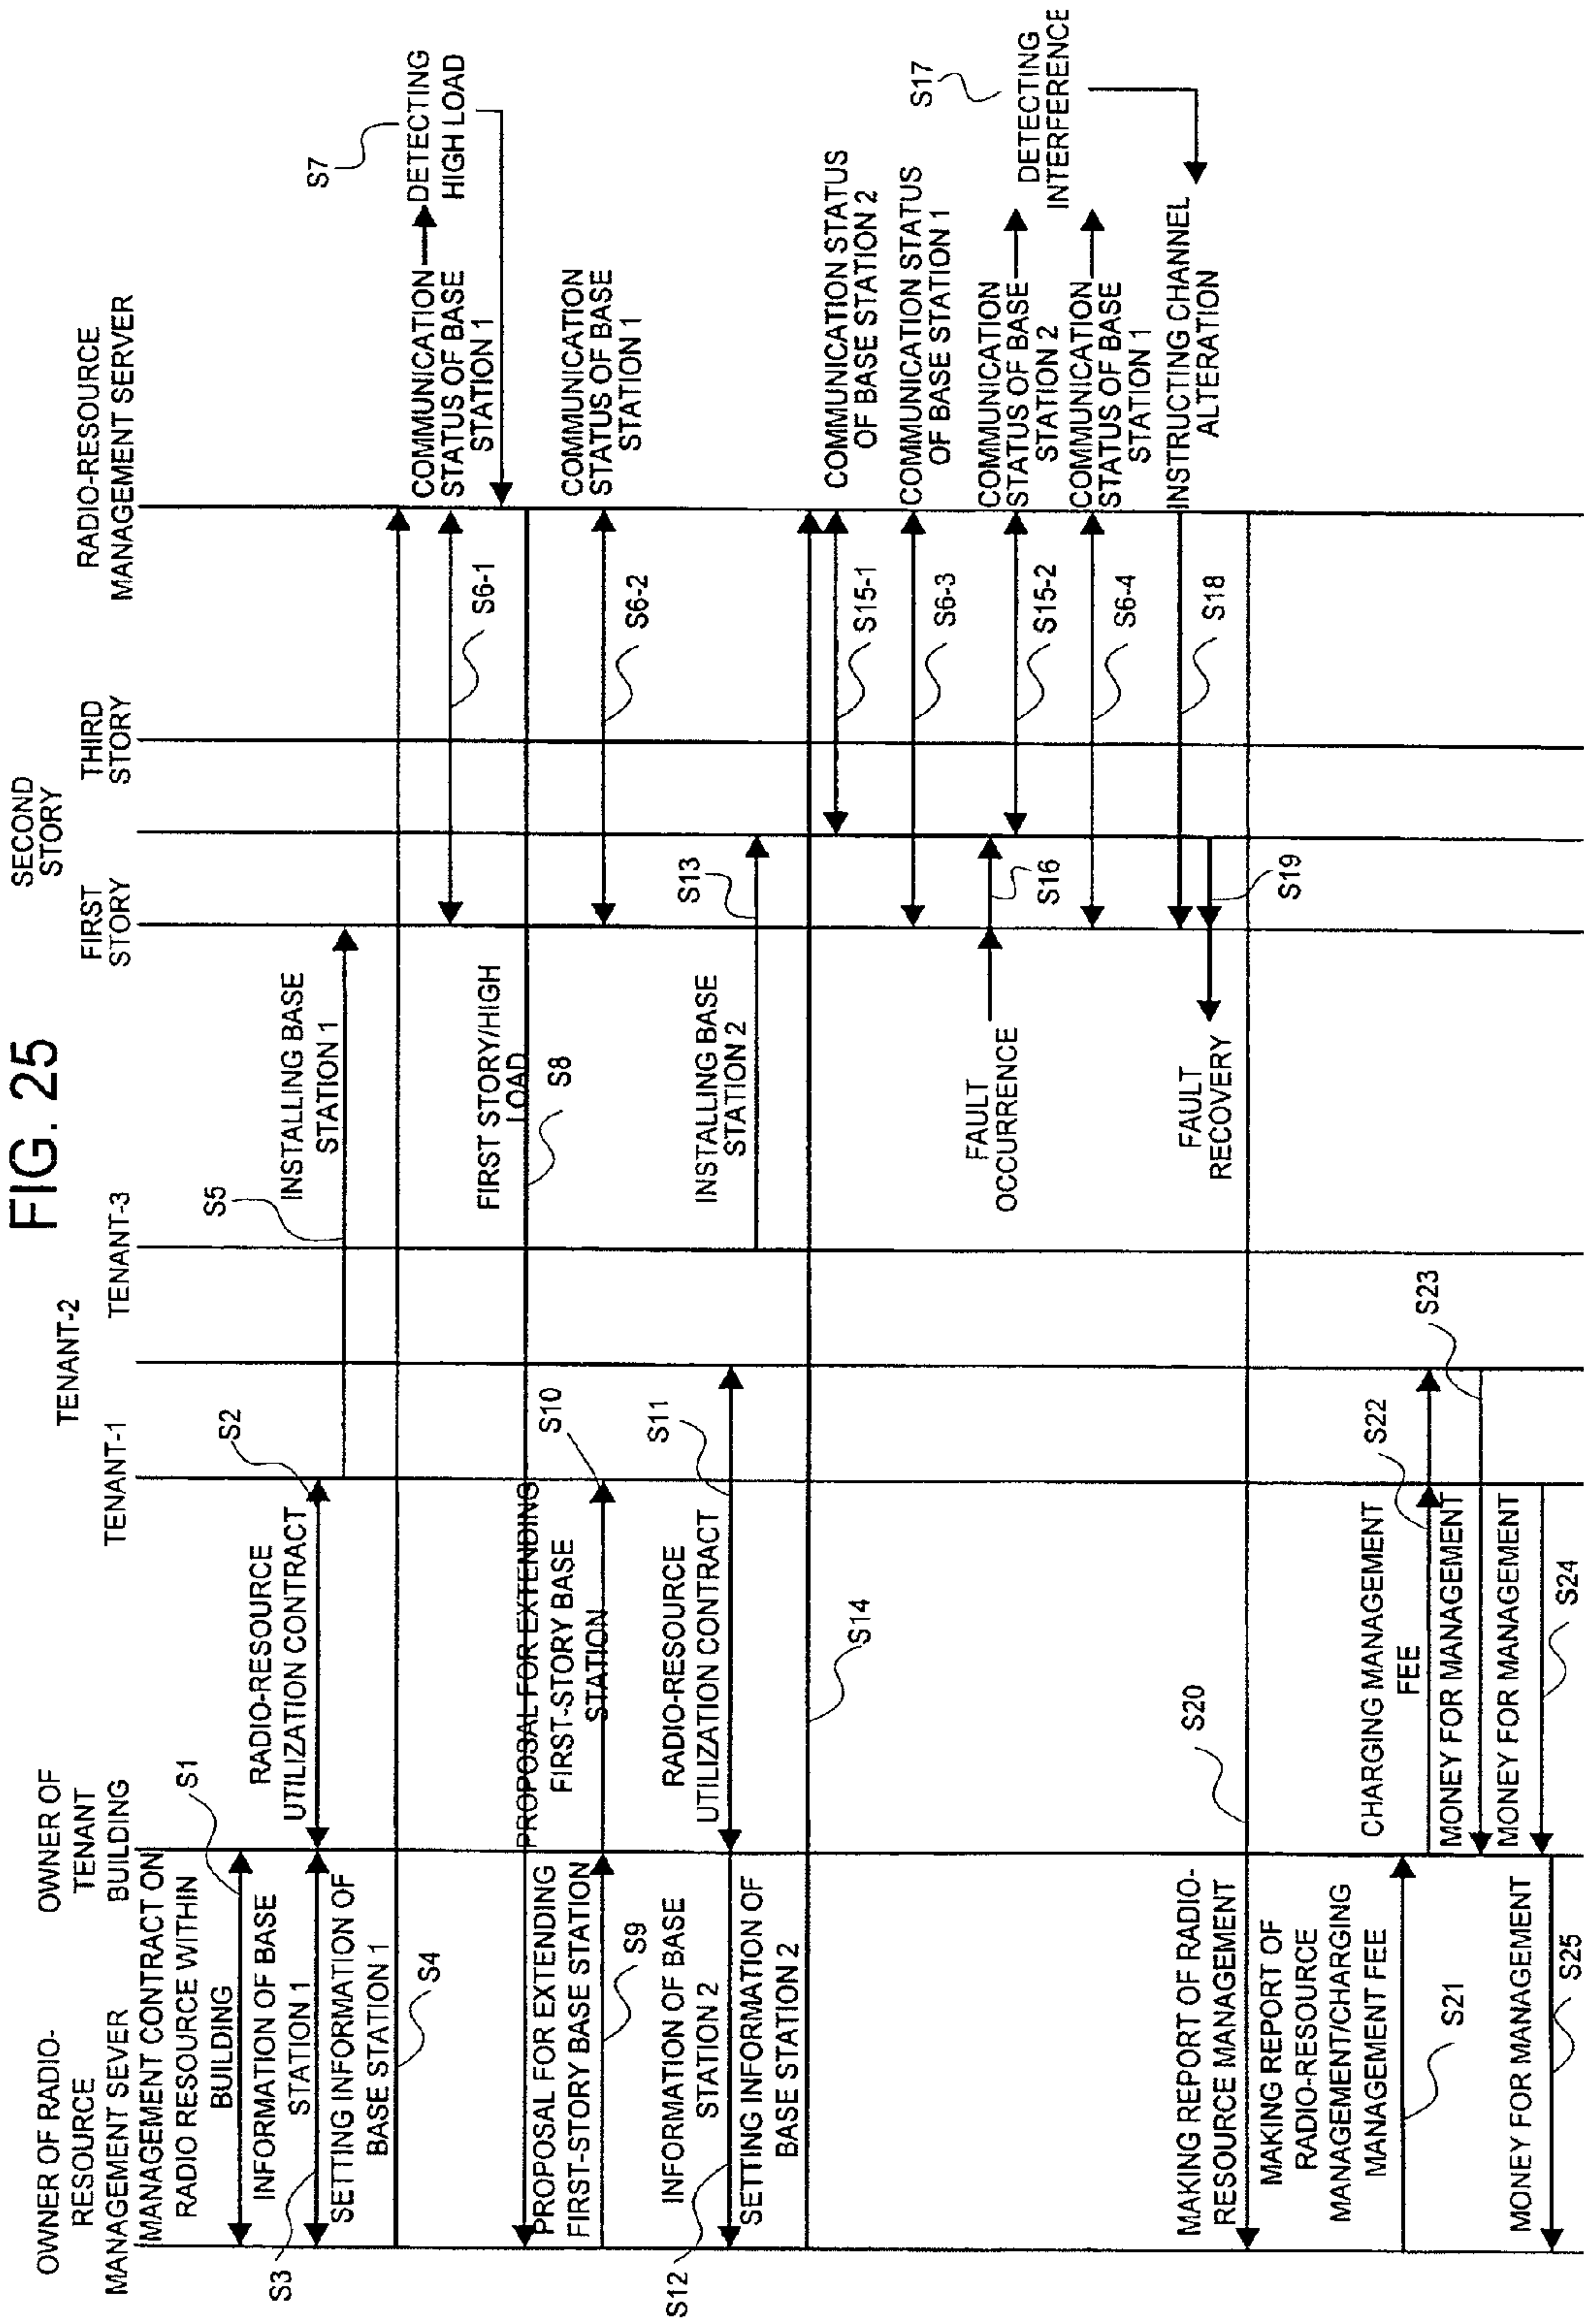 FIG. 25
OWNER OF RADIO-
RESOURCE
MANAGEMENT SEVER
OWNER OF
TENANT
BUILDING
TENANT-1
TENANT-2
TENANT-3
FIRST
STORY
SECOND
STORY
THIRD
STORY
RADIO-RESOURCE
MANAGEMENT SERVER
MANAGEMENT CONTRACT ON
RADIO RESOURCE WITHIN
BUILDING
S1
RADIO-RESOURCE
UTILIZATION CONTRACT
S2
INFORMATION OF BASE
STATION 1
S3
SETTING INFORMATION OF
BASE STATION 1
S4
S5
INSTALLING BASE
STATION 1
S6-1
COMMUNICATION
STATUS OF BASE
STATION 1
S7
DETECTING
HIGH LOAD
FIRST STORY/HIGH
LOAD
S8
PROPOSAL FOR EXTENDING
FIRST-STORY BASE STATION
S9
PROPOSAL FOR EXTENDING
FIRST-STORY BASE
STATION
S10
S6-2
COMMUNICATION
STATUS OF BASE
STATION 1
RADIO-RESOURCE
UTILIZATION CONTRACT
S11
INFORMATION OF BASE
STATION 2
S12
SETTING INFORMATION OF
BASE STATION 2
INSTALLING BASE
STATION 2
S13
S14
S15-1
COMMUNICATION STATUS
OF BASE STATION 2
S6-3
COMMUNICATION STATUS
OF BASE STATION 1
FAULT
OCCURRENCE
S16
S15-2
COMMUNICATION
STATUS OF BASE
STATION 2
S6-4
COMMUNICATION
STATUS OF BASE
STATION 1
S17
DETECTING
INTERFERENCE
S18
INSTRUCTING CHANNEL
ALTERATION
FAULT
RECOVERY
S19
MAKING REPORT OF RADIO-
RESOURCE MANAGEMENT
S20
MAKING REPORT OF
RADIO-RESOURCE
MANAGEMENT/CHARGING
MANAGEMENT FEE
S21
CHARGING MANAGEMENT
FEE
S22
MONEY FOR MANAGEMENT
S23
MONEY FOR MANAGEMENT
S24
MONEY FOR MANAGEMENT
S25